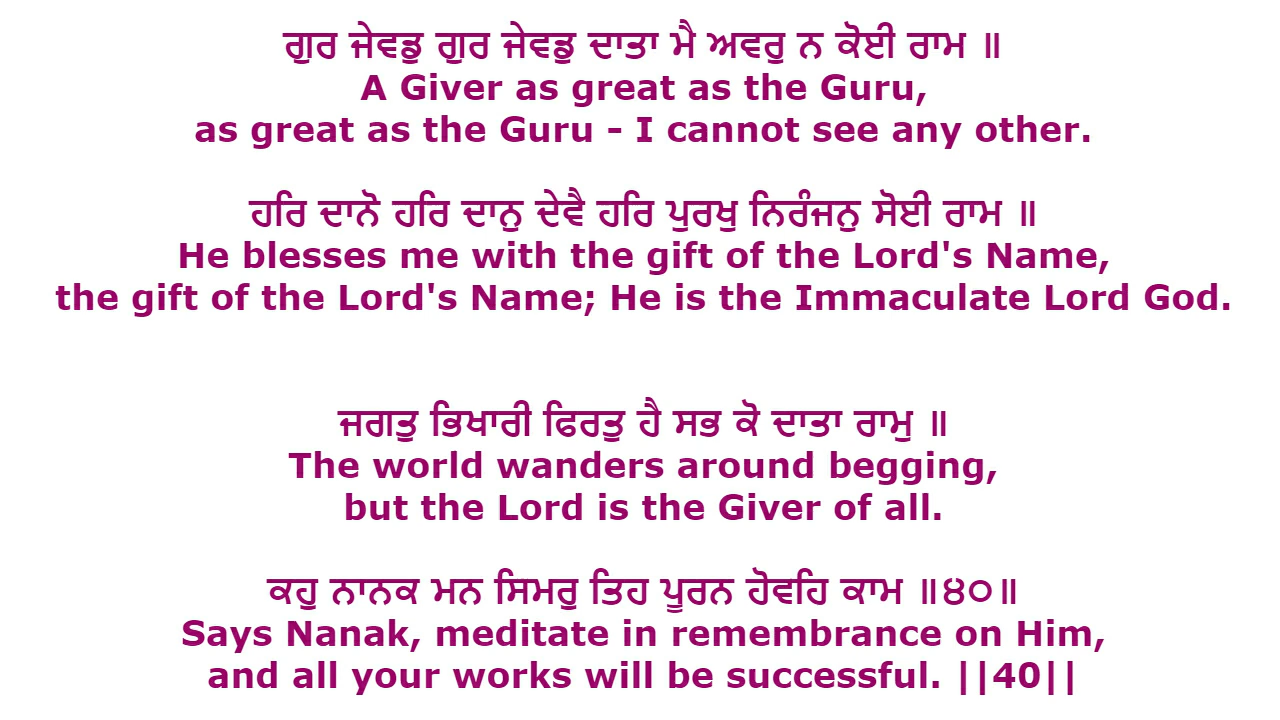 ਗੁਰ ਜੇਵਡੁ ਗੁਰ ਜੇਵਡੁ ਦਾਤਾ ਮੈ ਅਵਰੁ ਨ ਕੋਈ ਰਾਮ ॥
A Giver as great as the Guru,
as great as the Guru - I cannot see any other.
ਹਰਿ ਦਾਨੋ ਹਰਿ ਦਾਨੁ ਦੇਵੈ ਹਰਿ ਪੁਰਖੁ ਨਿਰੰਜਨੁ ਸੋਈ ਰਾਮ ॥
He blesses me with the gift of the Lord's Name,
the gift of the Lord's Name; He is the Immaculate Lord God.
ਜਗਤੁ ਭਿਖਾਰੀ ਫਿਰਤੁ ਹੈ ਸਭ ਕੋ ਦਾਤਾ ਰਾਮੁ ॥
The world wanders around begging,
but the Lord is the Giver of all.
ਕਹੁ ਨਾਨਕ ਮਨ ਸਿਮਰੁ ਤਿਹ ਪੂਰਨ ਹੋਵਹਿ ਕਾਮ ॥੪੦॥
Says Nanak, meditate in remembrance on Him,
and all your works will be successful. ||40||